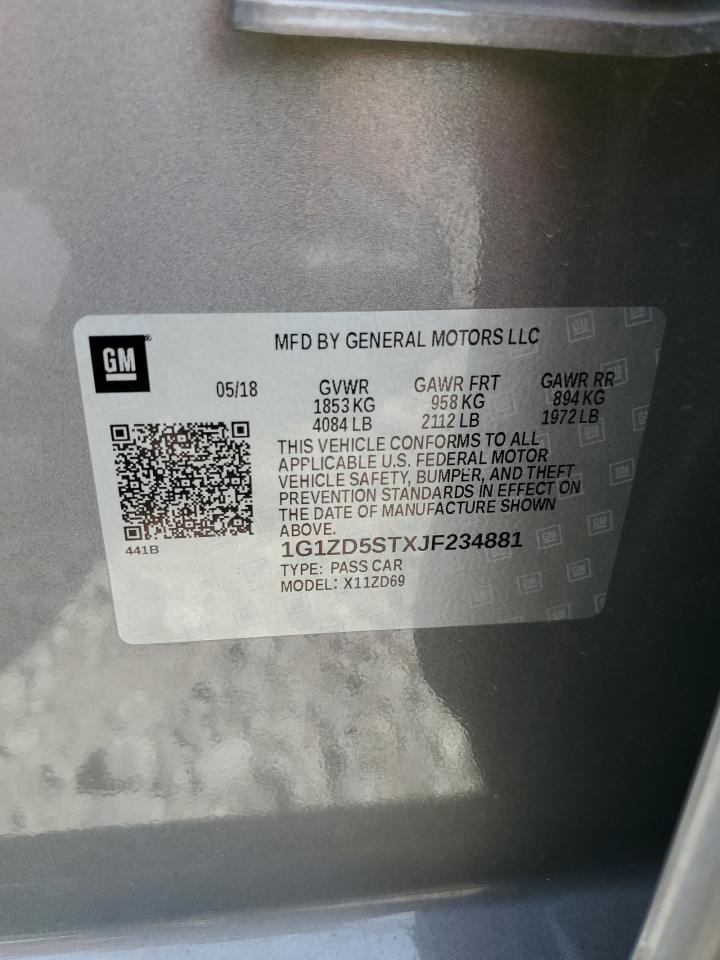 GM
MFD BY GENERAL MOTORS LLC
05/18 GVWR GAWR FRT GAWR RR
1853 KG 958 KG 894 KG
4084 LB 2112 LB 1972 LB
THIS VEHICLE CONFORMS TO ALL
APPLICABLE U.S. FEDERAL MOTOR
VEHICLE SAFETY, BUMPER, AND THEFT
PREVENTION STANDARDS IN EFFECT ON
THE DATE OF MANUFACTURE SHOWN
ABOVE.
441B
1G1ZD5STXJF234881
TYPE: PASS CAR
MODEL: X11ZD69